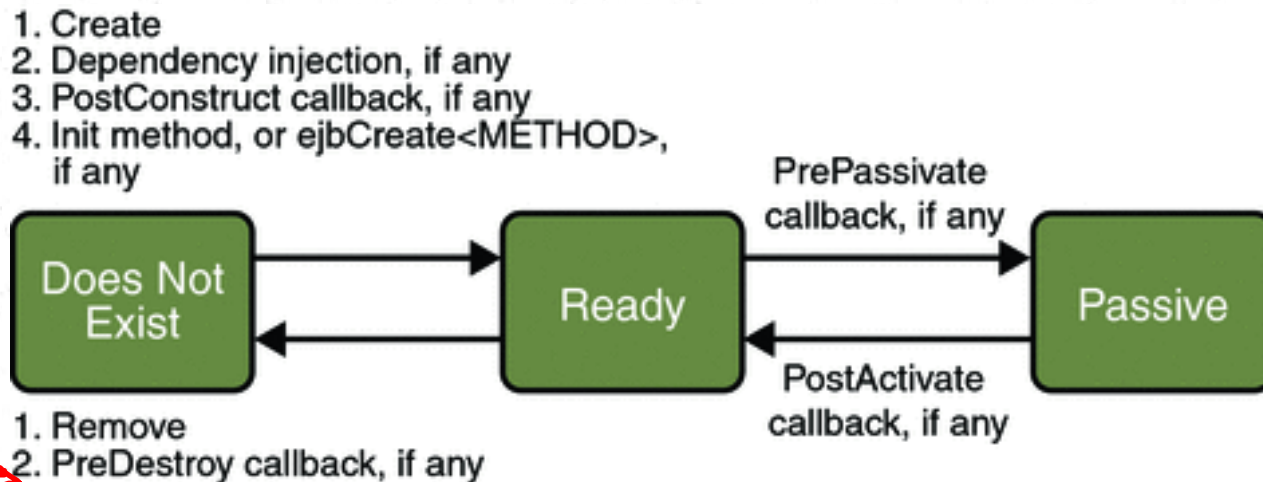 1. Create
2. Dependency injection, if any
3. PostConstruct callback, if any
4. Init method, or ejbCreate<METHOD>,
if any
PrePassivate
callback, if any
Does Not
Exist
Ready
Passive
PostActivate
callback, if any
1. Remove
2. PreDestroy callback, if any